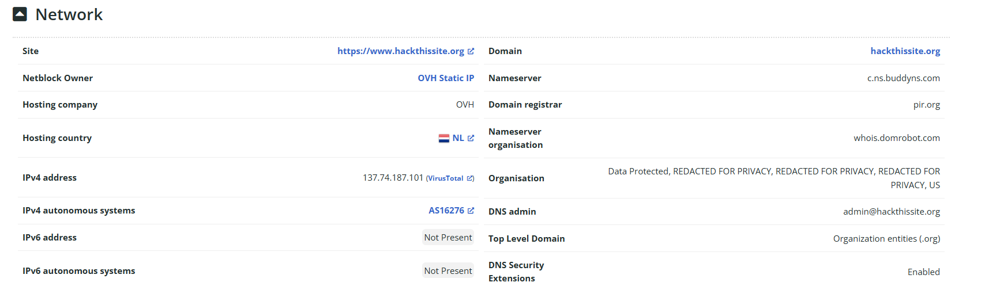 Network
Site https://www.hackthissite.org Domain hackthissite.org
Netblock Owner OVH Static IP Nameserver c.ns.buddyns.com
Hosting company OVH Domain registrar pir.org
Hosting country NL Nameserver organisation whois.domrobot.com
IPv4 address 137.74.187.101 (VirusTotal) Organisation Data Protected, REDACTED FOR PRIVACY, REDACTED FOR PRIVACY, REDACTED FOR
PRIVACY, US
IPv4 autonomous systems AS16276 DNS admin admin@hackthissite.org
IPv6 address Not Present Top Level Domain Organization entities (.org)
IPv6 autonomous systems Not Present DNS Security Extensions Enabled